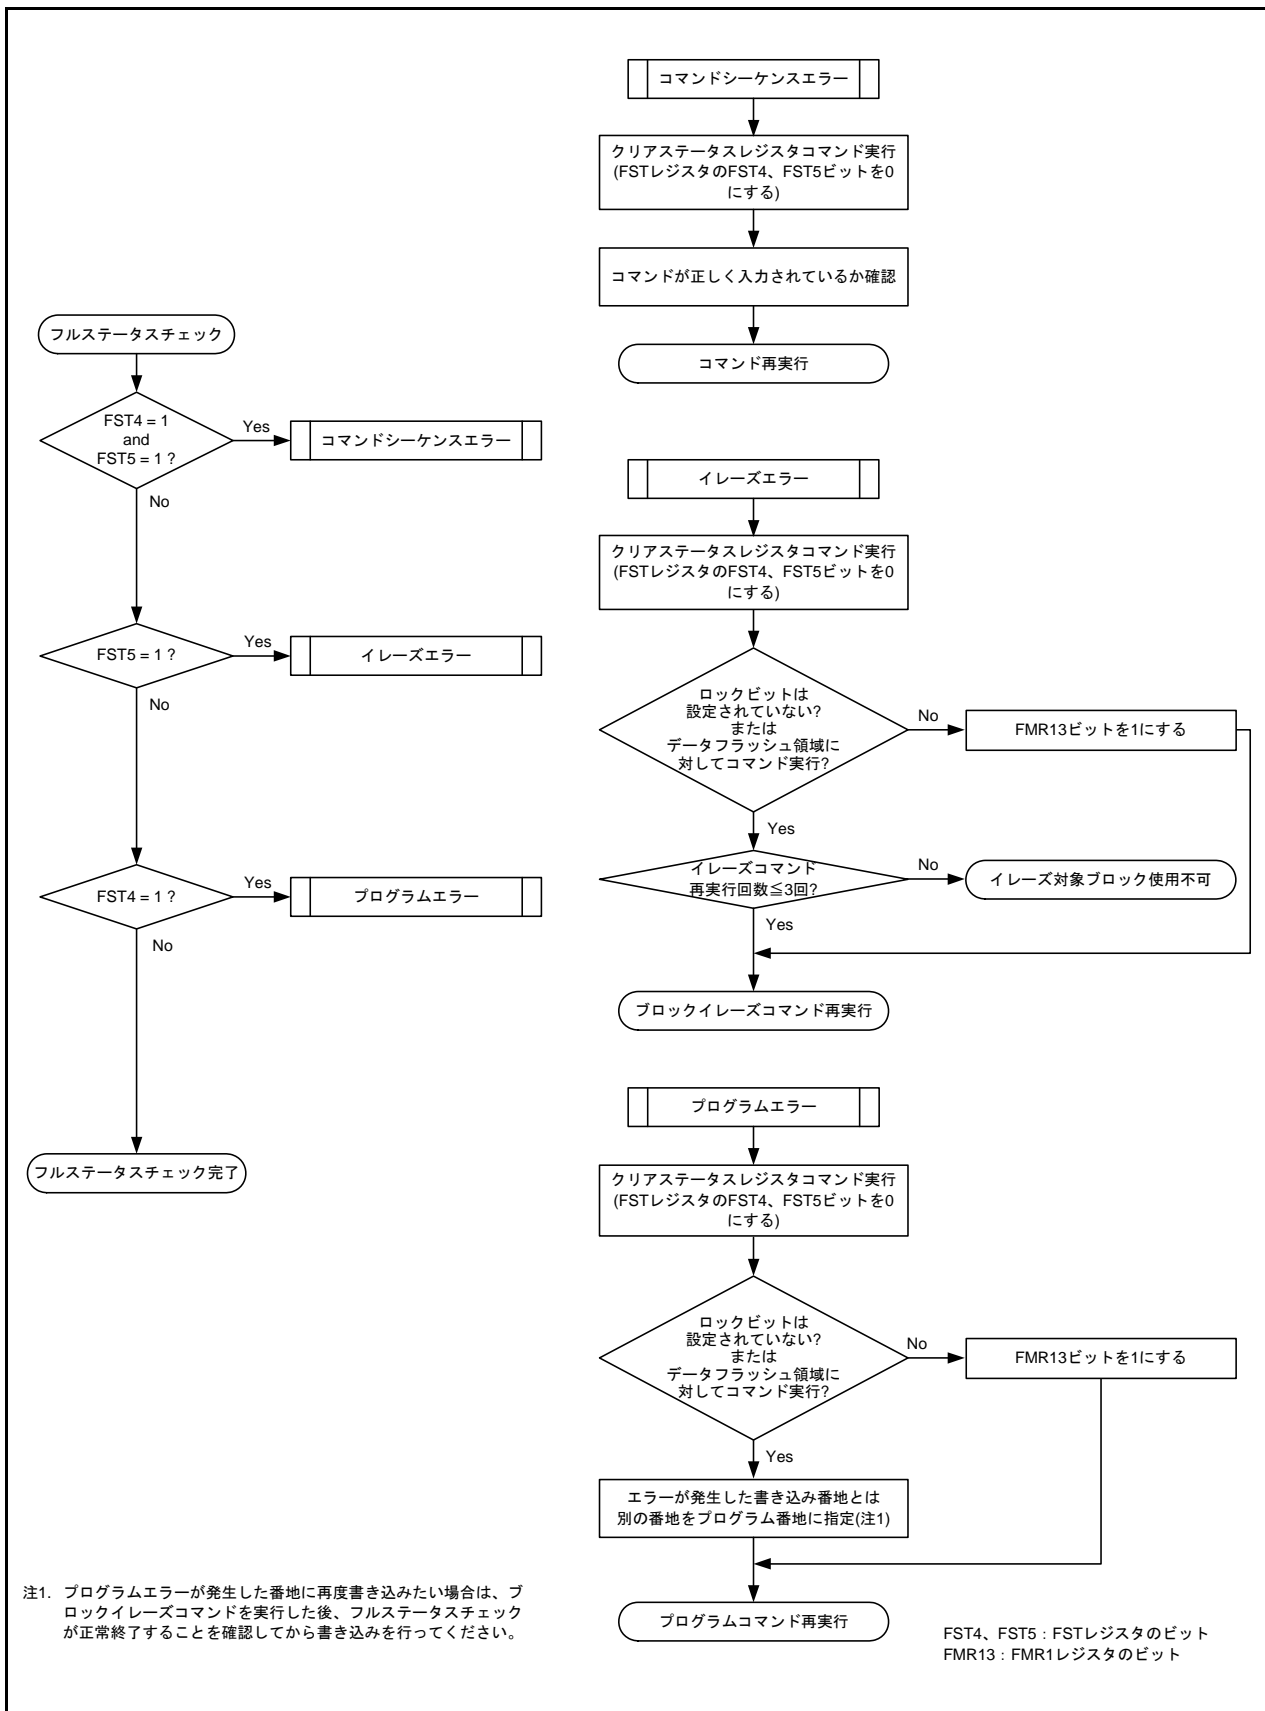 フルステータスチェック
FST4 = 1
and
FST5 = 1 ?
Yes
コマンドシーケンスエラー
No
FST5 = 1 ?
Yes
イレーズエラー
No
FST4 = 1 ?
Yes
プログラムエラー
No
フルステータスチェック完了
コマンドシーケンスエラー
クリアステータスレジスタコマンド実行
(FSTレジスタのFST4、FST5ビットを0
にする)
コマンドが正しく入力されているか確認
コマンド再実行
イレーズエラー
クリアステータスレジスタコマンド実行
(FSTレジスタのFST4、FST5ビットを0
にする)
ロックビットは
設定されていない?
または
データフラッシュ領域に
対してコマンド実行?
No
FMR13ビットを1にする
Yes
イレーズコマンド
再実行回数≦3回?
No
イレーズ対象ブロック使用不可
Yes
ブロックイレーズコマンド再実行
プログラムエラー
クリアステータスレジスタコマンド実行
(FSTレジスタのFST4、FST5ビットを0
にする)
ロックビットは
設定されていない?
または
データフラッシュ領域に
対してコマンド実行?
No
FMR13ビットを1にする
Yes
エラーが発生した書き込み番地とは
別の番地をプログラム番地に指定(注1)
プログラムコマンド再実行
注1. プログラムエラーが発生した番地に再度書き込みたい場合は、ブ
ロックイレーズコマンドを実行した後、フルステータスチェック
が正常終了することを確認してから書き込みを行ってください。
FST4、FST5 : FSTレジスタのビット
FMR13 : FMR1レジスタのビット